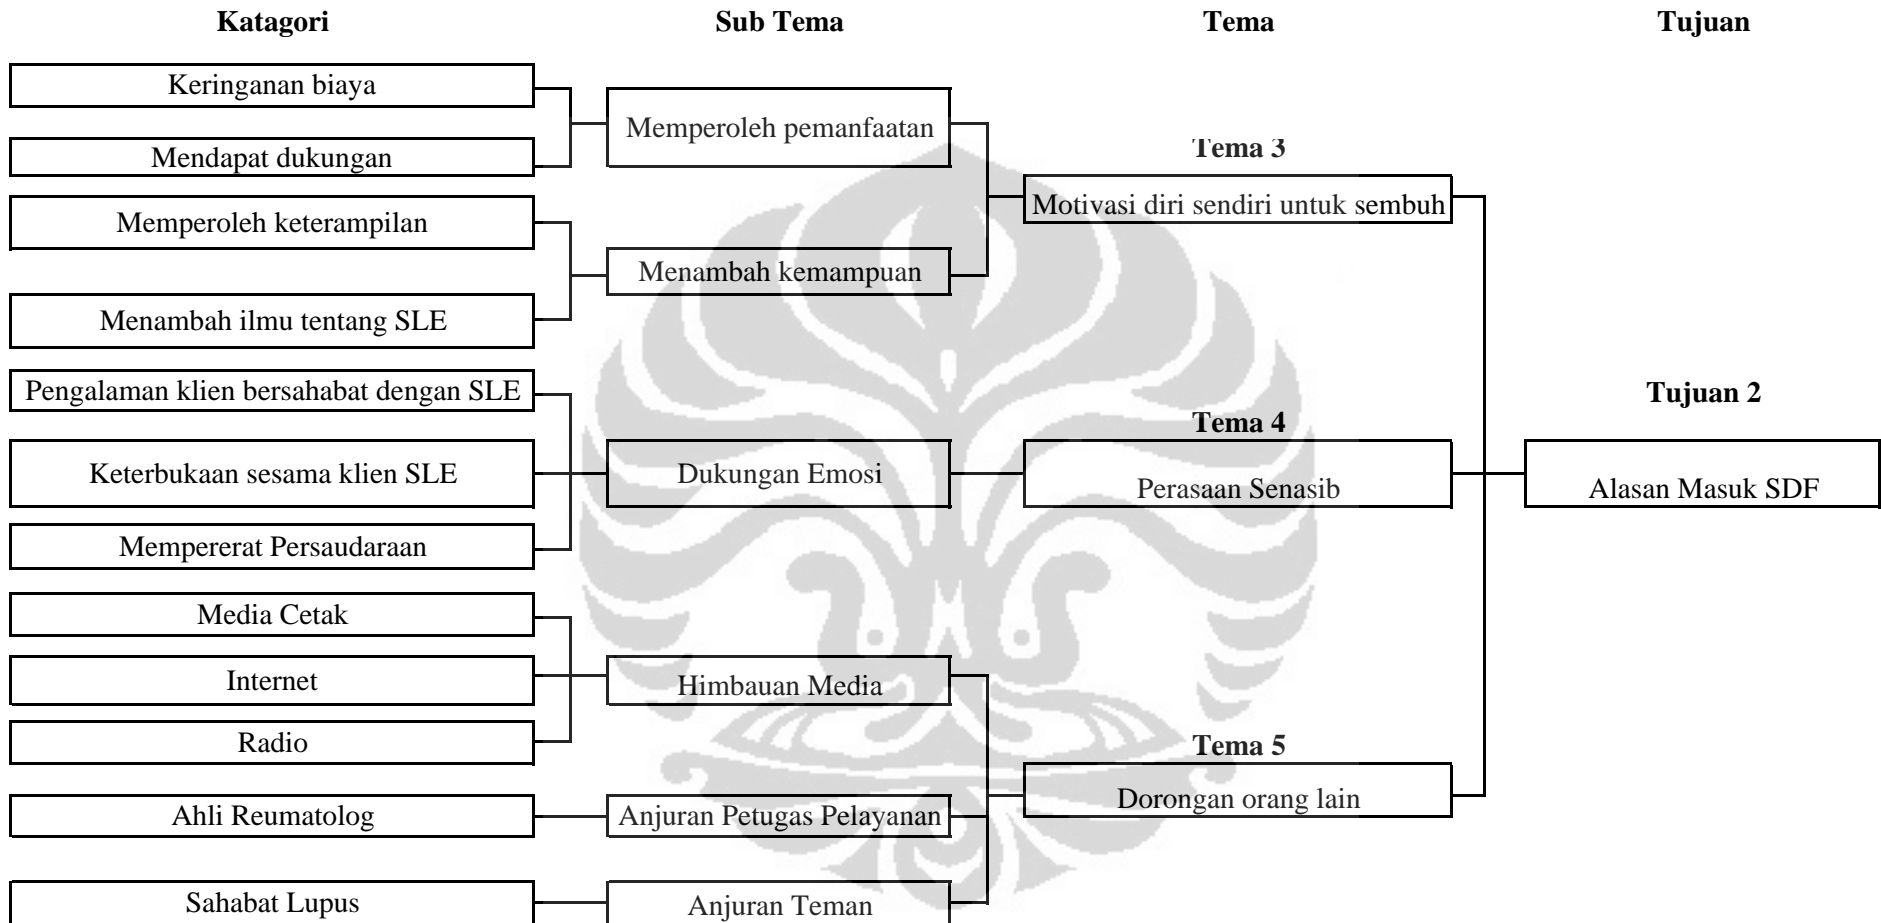 Katagori
Sub Tema
Tema
Tujuan
Keringanan biaya
Mendapat dukungan
Memperoleh keterampilan
Menambah ilmu tentang SLE
Pengalaman klien bersahabat dengan SLE
Keterbukaan sesama klien SLE
Mempererat Persaudaraan
Media Cetak
Internet
Radio
Ahli Reumatolog
Sahabat Lupus
Memperoleh pemanfaatan
Menambah kemampuan
Dukungan Emosi
Himbauan Media
Anjuran Petugas Pelayanan
Anjuran Teman
Tema 3
Motivasi diri sendiri untuk sembuh
Tema 4
Perasaan Senasib
Tema 5
Dorongan orang lain
Tujuan 2
Alasan Masuk SDF